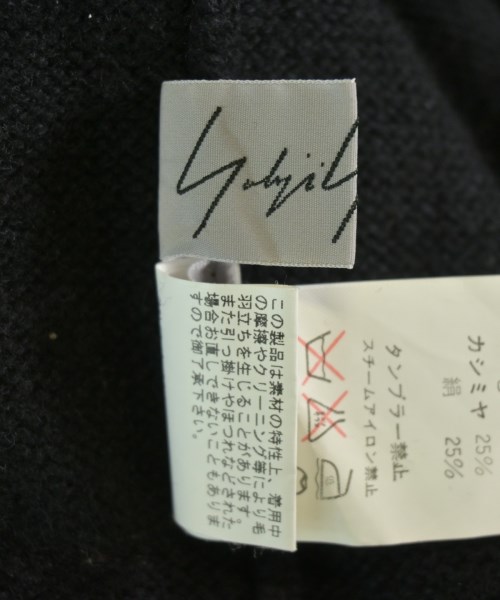 YohjiY
この製品は素材の特性上、着用中
の摩擦やクリーニング等により毛
羽立ちを生じることがあります。
また引っ掛けやほつれなどされた
場合お直しできないこともありま
すので御了承下さい。
カシミヤ 25%
絹 25%
タンブラー禁止
スチームアイロン禁止